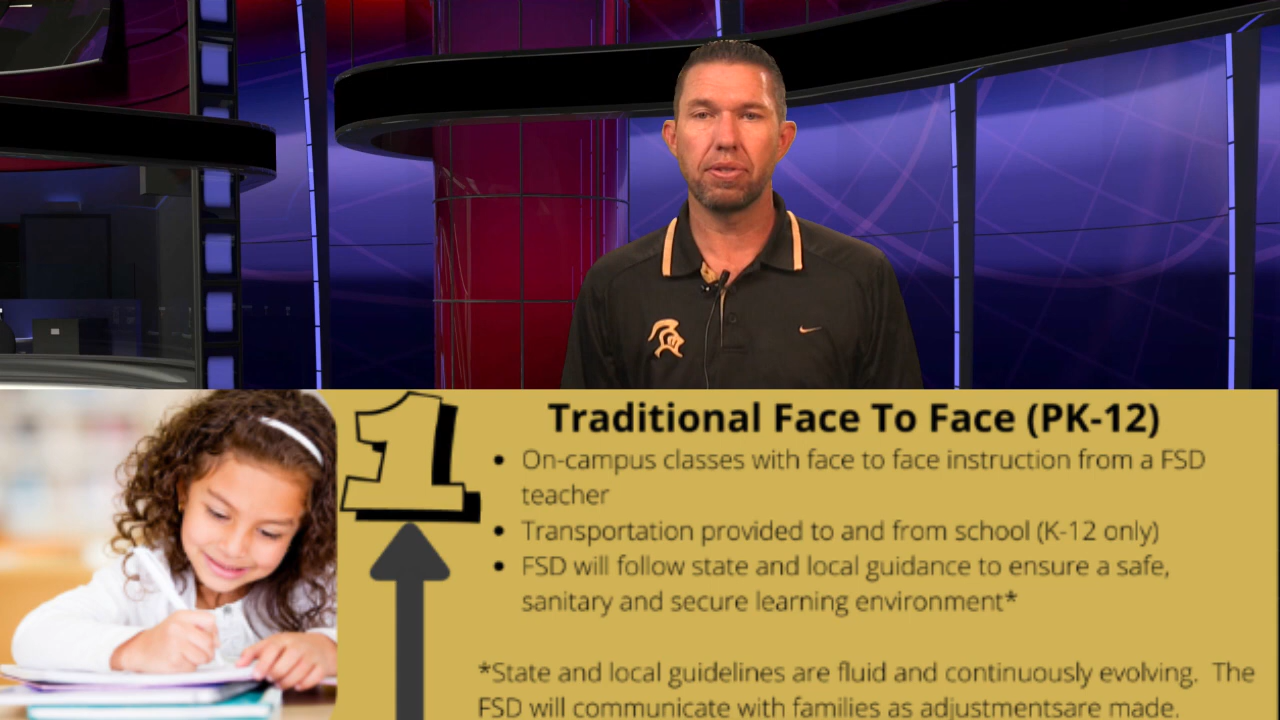 1
Traditional Face To Face (PK-12)
• On-campus classes with face to face instruction from a FSD
teacher
• Transportation provided to and from school (K-12 only)
• FSD will follow state and local guidance to ensure a safe,
sanitary and secure learning environment*
*State and local guidelines are fluid and continuously evolving. The
FSD will communicate with families as adjustmentsare made.